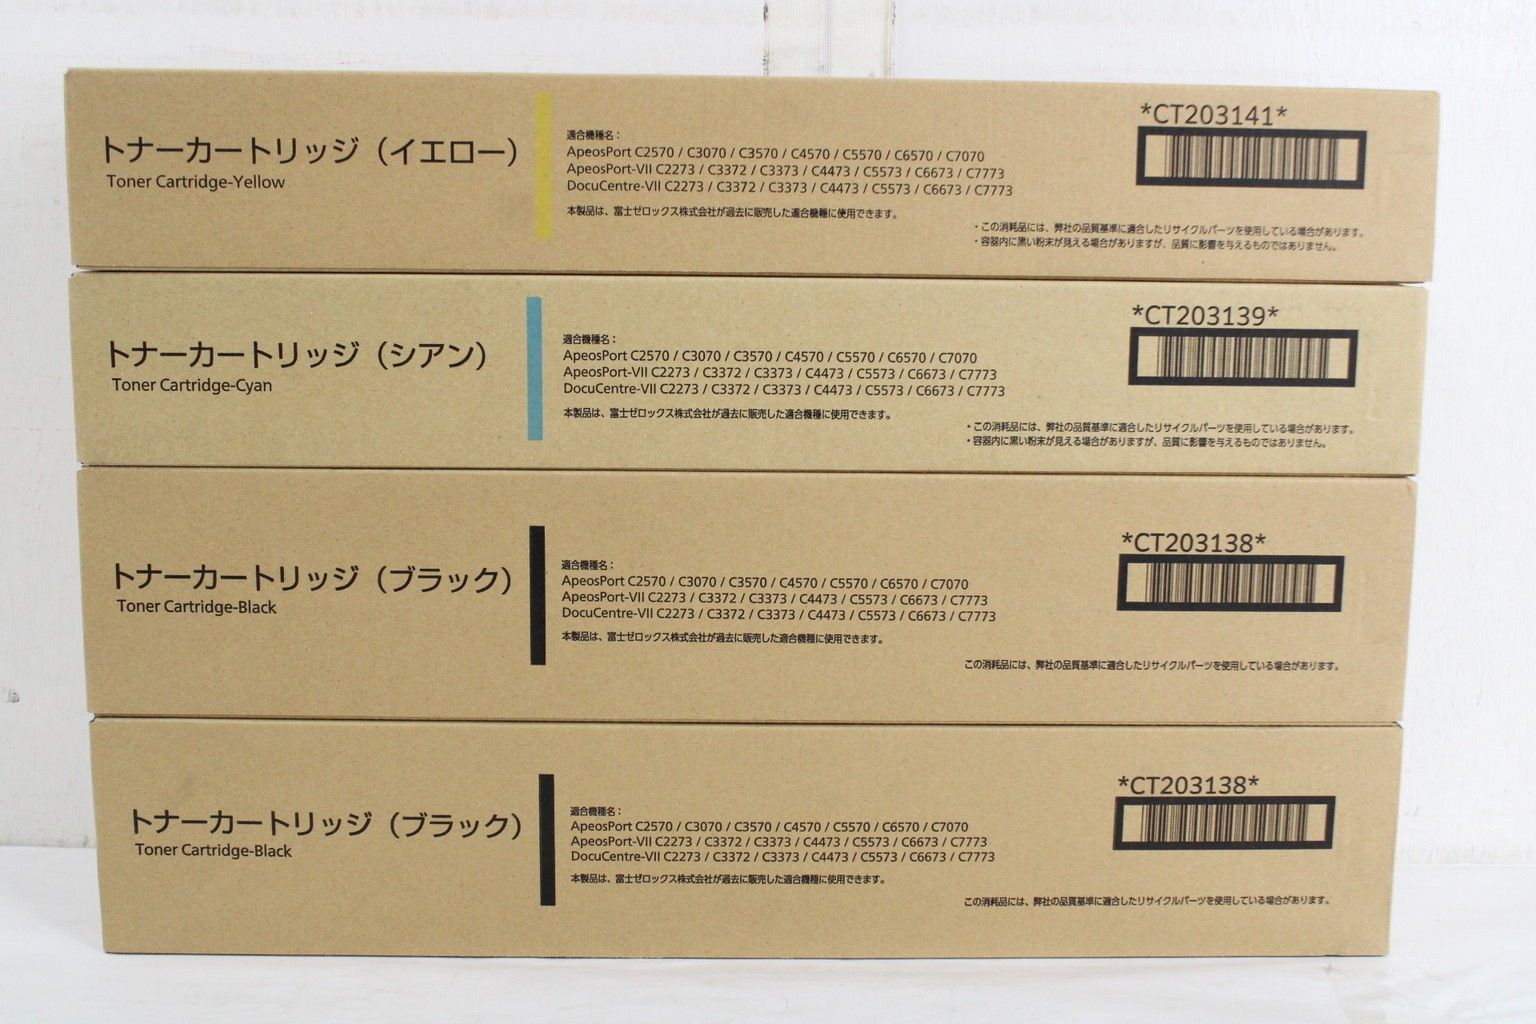 トナーカートリッジ（イエロー）
Toner Cartridge-Yellow
適合機種名：
ApeosPort C2570 / C3070 / C3570 / C4570 / C5570 / C6570 / C7070
ApeosPort-VII C2273 / C3372 / C3373 / C4473 / C5573 / C6673 / C7773
DocuCentre-VII C2273 / C3372 / C3373 / C4473 / C5573 / C6673 / C7773
本製品は、富士ゼロックス株式会社が過去に販売した適合機種に使用できます。
*CT203141*
・この消耗品には、弊社の品質基準に適合したリサイクルパーツを使用している場合があります。
・容器内に黒い粉末が見える場合がありますが、品質に影響を与えるものではありません。
トナーカートリッジ（シアン）
Toner Cartridge-Cyan
適合機種名：
ApeosPort C2570 / C3070 / C3570 / C4570 / C5570 / C6570 / C7070
ApeosPort-VII C2273 / C3372 / C3373 / C4473 / C5573 / C6673 / C7773
DocuCentre-VII C2273 / C3372 / C3373 / C4473 / C5573 / C6673 / C7773
本製品は、富士ゼロックス株式会社が過去に販売した適合機種に使用できます。
*CT203139*
・この消耗品には、弊社の品質基準に適合したリサイクルパーツを使用している場合があります。
・容器内に黒い粉末が見える場合がありますが、品質に影響を与えるものではありません。
トナーカートリッジ（ブラック）
Toner Cartridge-Black
適合機種名：
ApeosPort C2570 / C3070 / C3570 / C4570 / C5570 / C6570 / C7070
ApeosPort-VII C2273 / C3372 / C3373 / C4473 / C5573 / C6673 / C7773
DocuCentre-VII C2273 / C3372 / C3373 / C4473 / C5573 / C6673 / C7773
本製品は、富士ゼロックス株式会社が過去に販売した適合機種に使用できます。
*CT203138*
この消耗品には、弊社の品質基準に適合したリサイクルパーツを使用している場合があります。
トナーカートリッジ（ブラック）
Toner Cartridge-Black
適合機種名：
ApeosPort C2570 / C3070 / C3570 / C4570 / C5570 / C6570 / C7070
ApeosPort-VII C2273 / C3372 / C3373 / C4473 / C5573 / C6673 / C7773
DocuCentre-VII C2273 / C3372 / C3373 / C4473 / C5573 / C6673 / C7773
本製品は、富士ゼロックス株式会社が過去に販売した適合機種に使用できます。
*CT203138*
この消耗品には、弊社の品質基準に適合したリサイクルパーツを使用している場合があります。